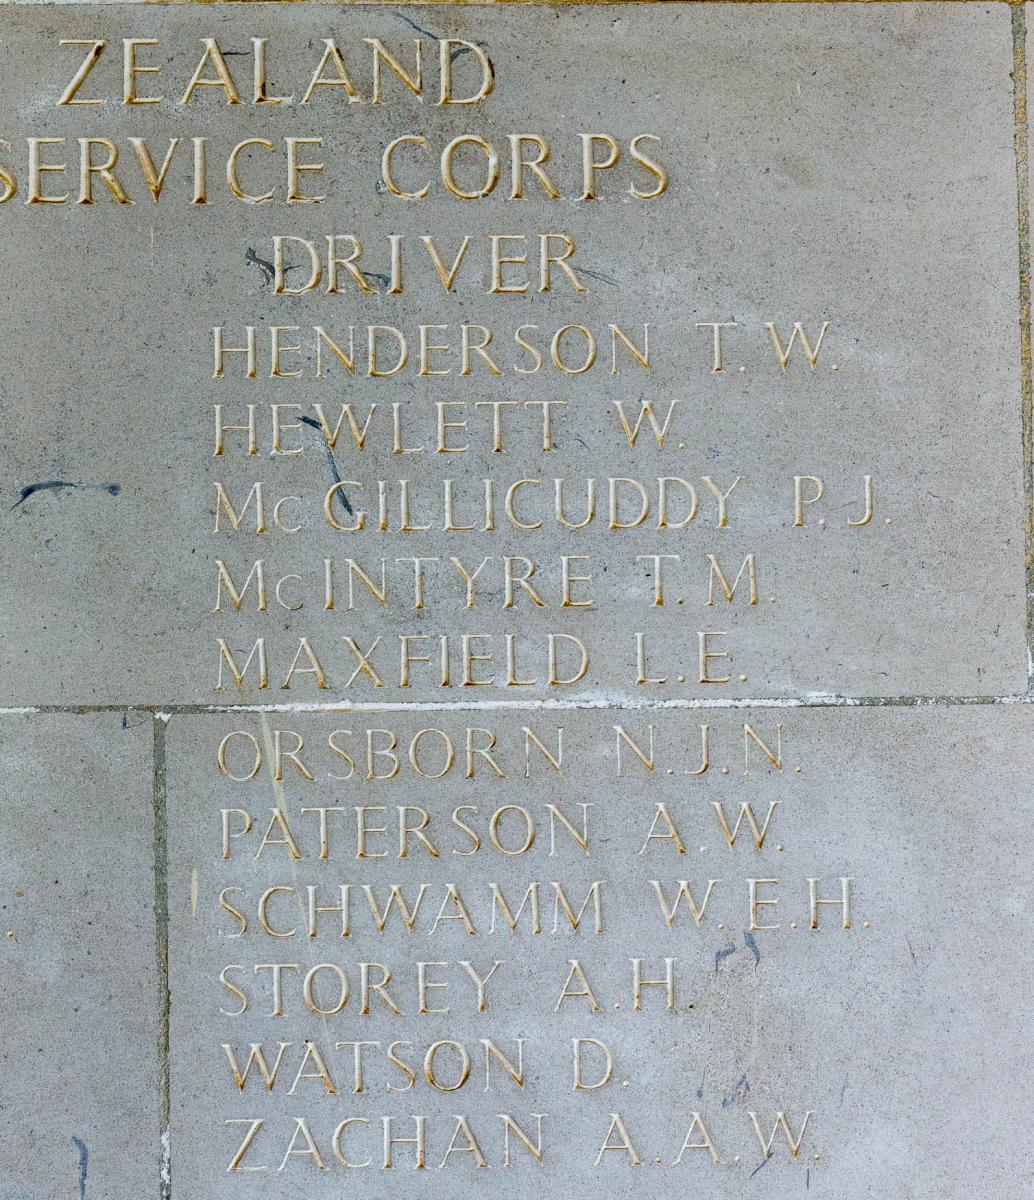 ZEALAND
SERVICE CORPS
DRIVER
HENDERSON T.W.
HEWLETT W.
McGILLICUDDY P.J.
McINTYRE T.M.
MAXFIELD L.E.
ORSBORN N.J.N.
PATERSON A.W.
SCHWAMM W.E.H.
STOREY A.H.
WATSON D.
ZACHAN A.A.W.